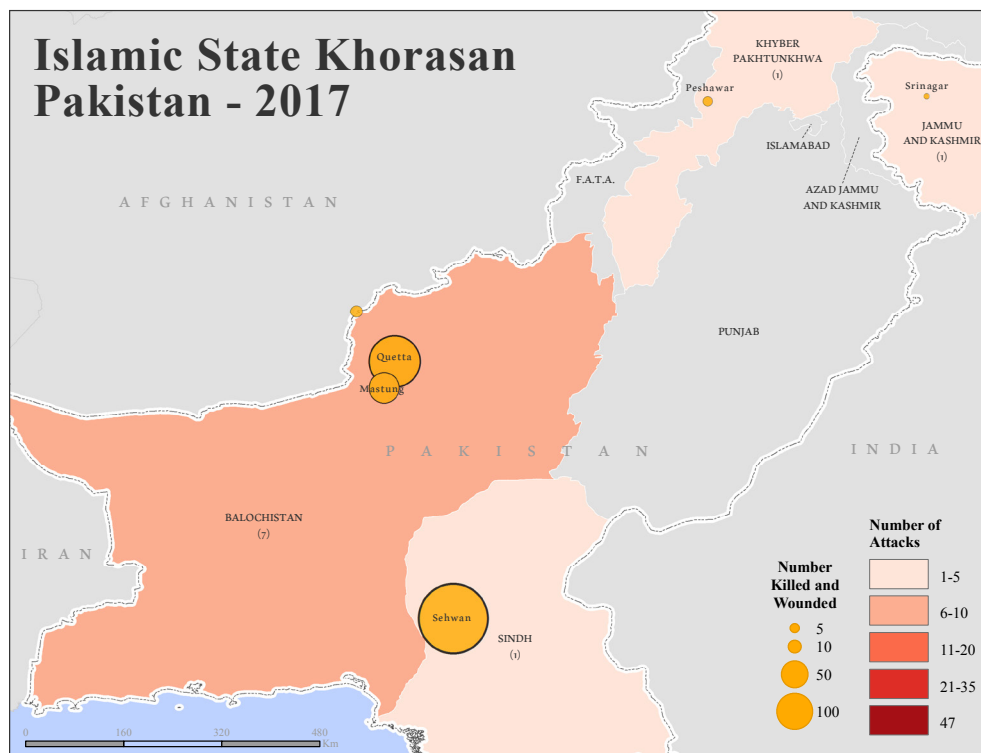 Islamic State Khorasan
Pakistan - 2017
KHYBER
PAKHTUNKHWA
(1)
Peshawar
Srinagar
JAMMU
AND KASHMIR
(1)
ISLAMABAD
F.A.T.A.
AZAD JAMMU
AND KASHMIR
AFGHANISTAN
PUNJAB
Quetta
Mastung
PAKISTAN
INDIA
BALOCHISTAN
(7)
IRAN
Sehwan
SINDH
(1)
Number
Killed and
Wounded
5
10
50
100
Number of
Attacks
1-5
6-10
11-20
21-35
47
0 160 320 480
Km